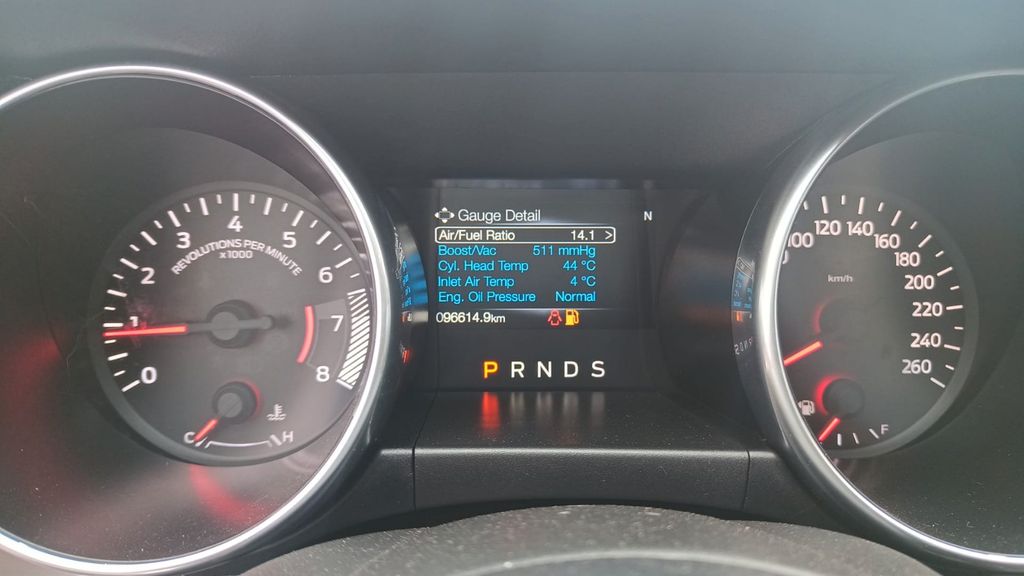 Gauge Detail
N
Air/Fuel Ratio 14.1 >
Boost/Vac 511 mmHg
Cyl. Head Temp 44 °C
Inlet Air Temp 4 °C
Eng. Oil Pressure Normal
096614.9km
P R N D S
0
1
2
3
4
5
6
7
8
REVOLUTIONS PER MINUTE
x1000
C H
100
120
140
160
180
200
220
240
260
km/h
F